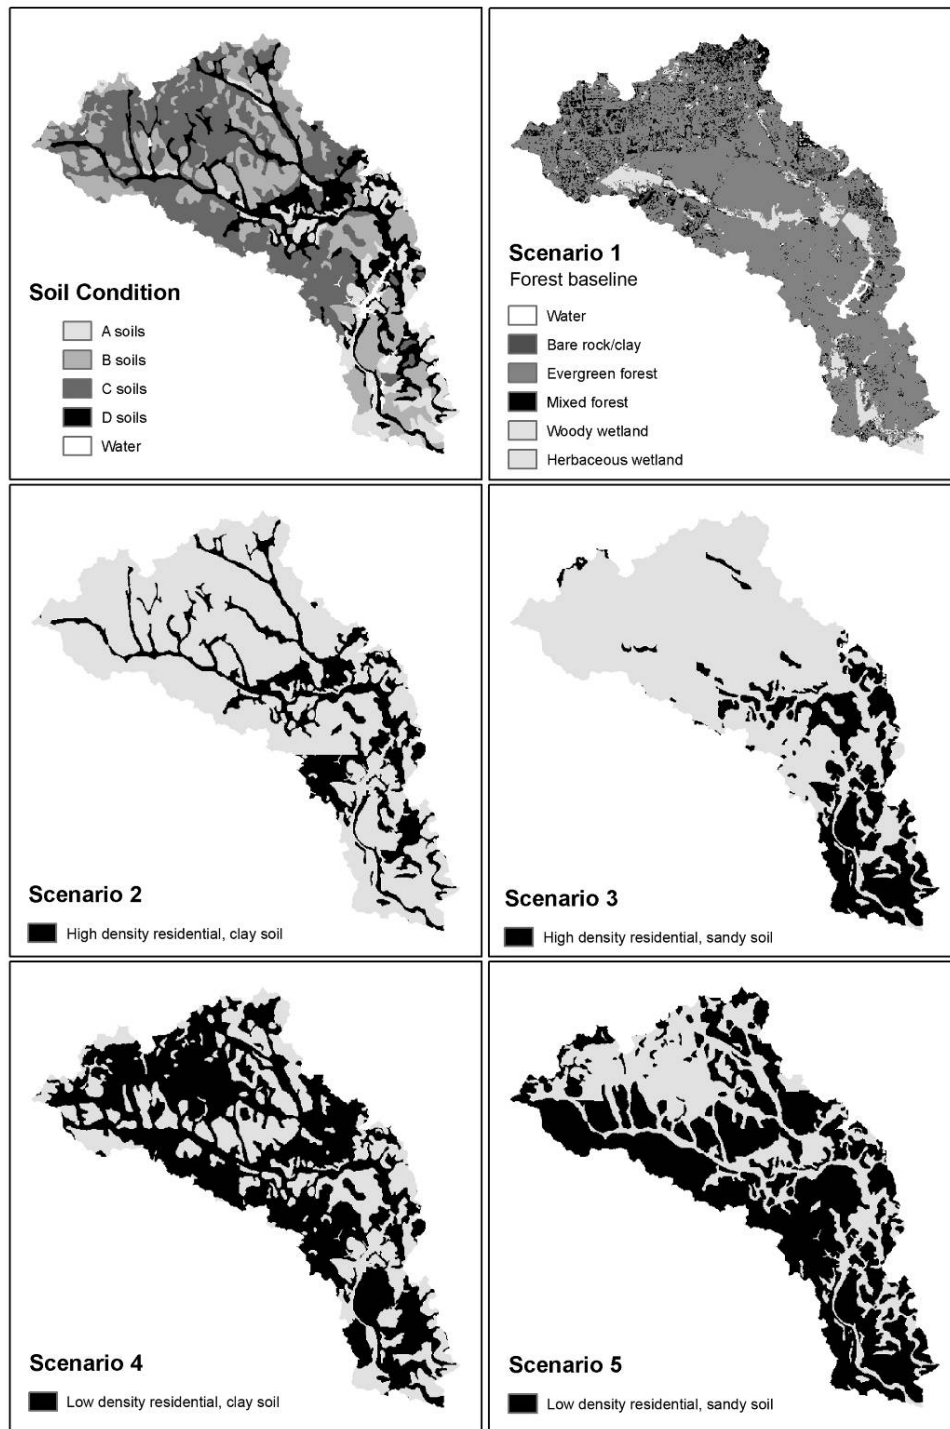 Soil Condition
A soils
B soils
C soils
D soils
Water
Scenario 1
Forest baseline
Water
Bare rock/clay
Evergreen forest
Mixed forest
Woody wetland
Herbaceous wetland
Scenario 2
High density residential, clay soil
Scenario 3
High density residential, sandy soil
Scenario 4
Low density residential, clay soil
Scenario 5
Low density residential, sandy soil